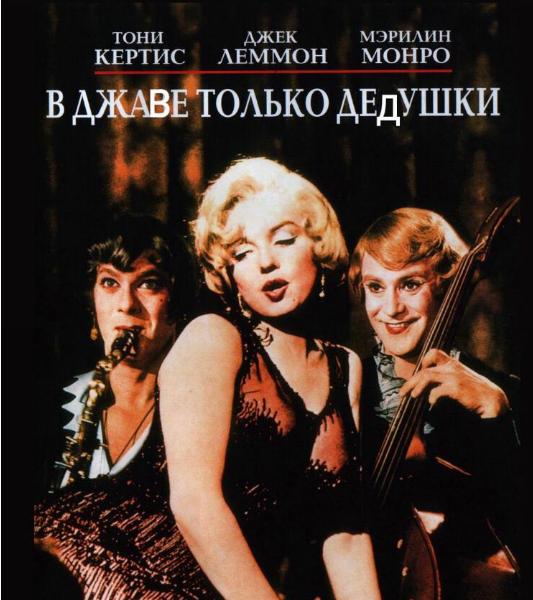 ТОНИ ДЖЕК МЭРИЛИН
КЕРТИС ЛЕММОН МОНРО
В ДЖАВЕ ТОЛЬКО ДЕДУШКИ